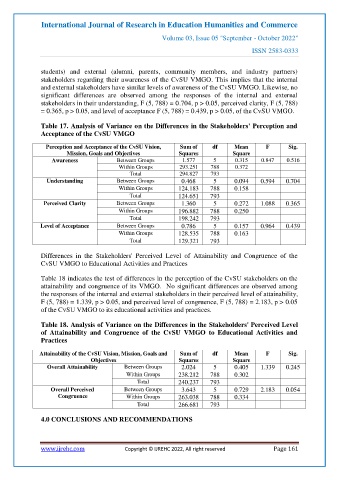 International Journal of Research in Education Humanities and Commerce
Volume 03, Issue 05 "September - October 2022"
ISSN 2583-0333
students) and external (alumni, parents, community members, and industry partners)
stakeholders regarding their awareness of the CvSU VMGO. This implies that the internal
and external stakeholders have similar levels of awareness of the CvSU VMGO. Likewise, no
significant differences are observed among the responses of the internal and external
stakeholders in their understanding, F (5, 788) = 0.704, p > 0.05, perceived clarity, F (5, 788)
= 0.365, p > 0.05, and level of acceptance F (5, 788) = 0.439, p > 0.05, of the CvSU VMGO.
Table 17. Analysis of Variance on the Differences in the Stakeholders' Perception and
Acceptance of the CvSU VMGO
Perception and Acceptance of the CvSU Vision, Sum of df Mean F Sig.
Mission, Goals and Objectives Squares Square
Awareness Between Groups 1.577 5 0.315 0.847 0.516
Within Groups 293.251 788 0.372
Total 294.827 793
Understanding Between Groups 0.468 5 0.094 0.594 0.704
Within Groups 124.183 788 0.158
Total 124.651 793
Perceived Clarity Between Groups 1.360 5 0.272 1.088 0.365
Within Groups 196.882 788 0.250
Total 198.242 793
Level of Acceptance Between Groups 0.786 5 0.157 0.964 0.439
Within Groups 128.535 788 0.163
Total 129.321 793
Differences in the Stakeholders' Perceived Level of Attainability and Congruence of the
CvSU VMGO to Educational Activities and Practices
Table 18 indicates the test of differences in the perception of the CvSU stakeholders on the
attainability and congruence of its VMGO. No significant differences are observed among
the responses of the internal and external stakeholders in their perceived level of attainability,
F (5, 788) = 1.339, p > 0.05, and perceived level of congruence, F (5, 788) = 2.183, p > 0.05
of the CvSU VMGO to its educational activities and practices.
Table 18. Analysis of Variance on the Differences in the Stakeholders' Perceived Level
of Attainability and Congruence of the CvSU VMGO to Educational Activities and
Practices
Attainability of the CvSU Vision, Mission, Goals and Sum of df Mean F Sig.
Objectives Squares Square
Overall Attainability Between Groups 2.024 5 0.405 1.339 0.245
Within Groups 238.212 788 0.302
Total 240.237 793
Overall Perceived Between Groups 3.643 5 0.729 2.183 0.054
Congruence Within Groups 263.038 788 0.334
Total 266.681 793
4.0 CONCLUSIONS AND RECOMMENDATIONS
www.ijrehc.com Copyright © IJREHC 2022, All right reserved Page 161